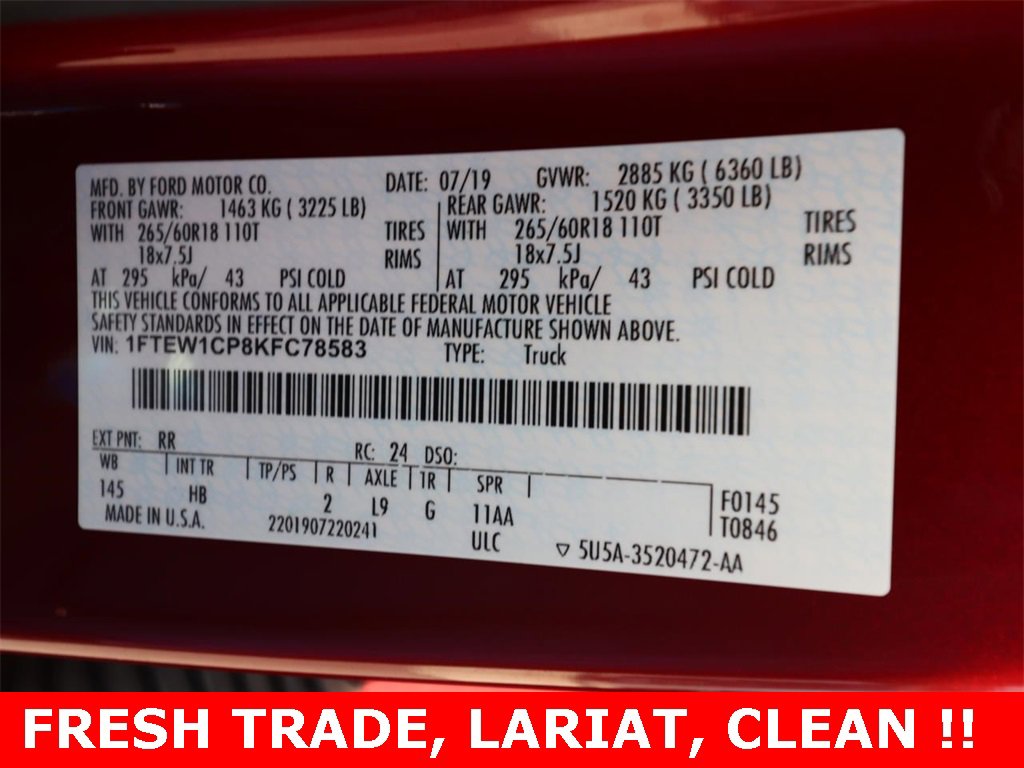 MFD. BY FORD MOTOR CO. DATE: 07/19 GVWR: 2885 KG ( 6360 LB)
FRONT GAWR: 1463 KG ( 3225 LB) REAR GAWR: 1520 KG ( 3350 LB)
WITH 265/60R18 110T TIRES WITH 265/60R18 110T TIRES
18x7.5J RIMS 18x7.5J RIMS
AT 295 kPa/ 43 PSI COLD AT 295 kPa/ 43 PSI COLD
THIS VEHICLE CONFORMS TO ALL APPLICABLE FEDERAL MOTOR VEHICLE
SAFETY STANDARDS IN EFFECT ON THE DATE OF MANUFACTURE SHOWN ABOVE.
VIN: 1FTEW1CP8KFC78583 TYPE: Truck
EXT PNT: RR RC: 24 DSO:
WB INT TR TP/PS R AXLE TR SPR
145 HB 2 L9 G 11AA F0145
MADE IN U.S.A. 2201907220241 ULC T0846
▽ 5U5A-3520472-AA
FRESH TRADE, LARIAT, CLEAN !!